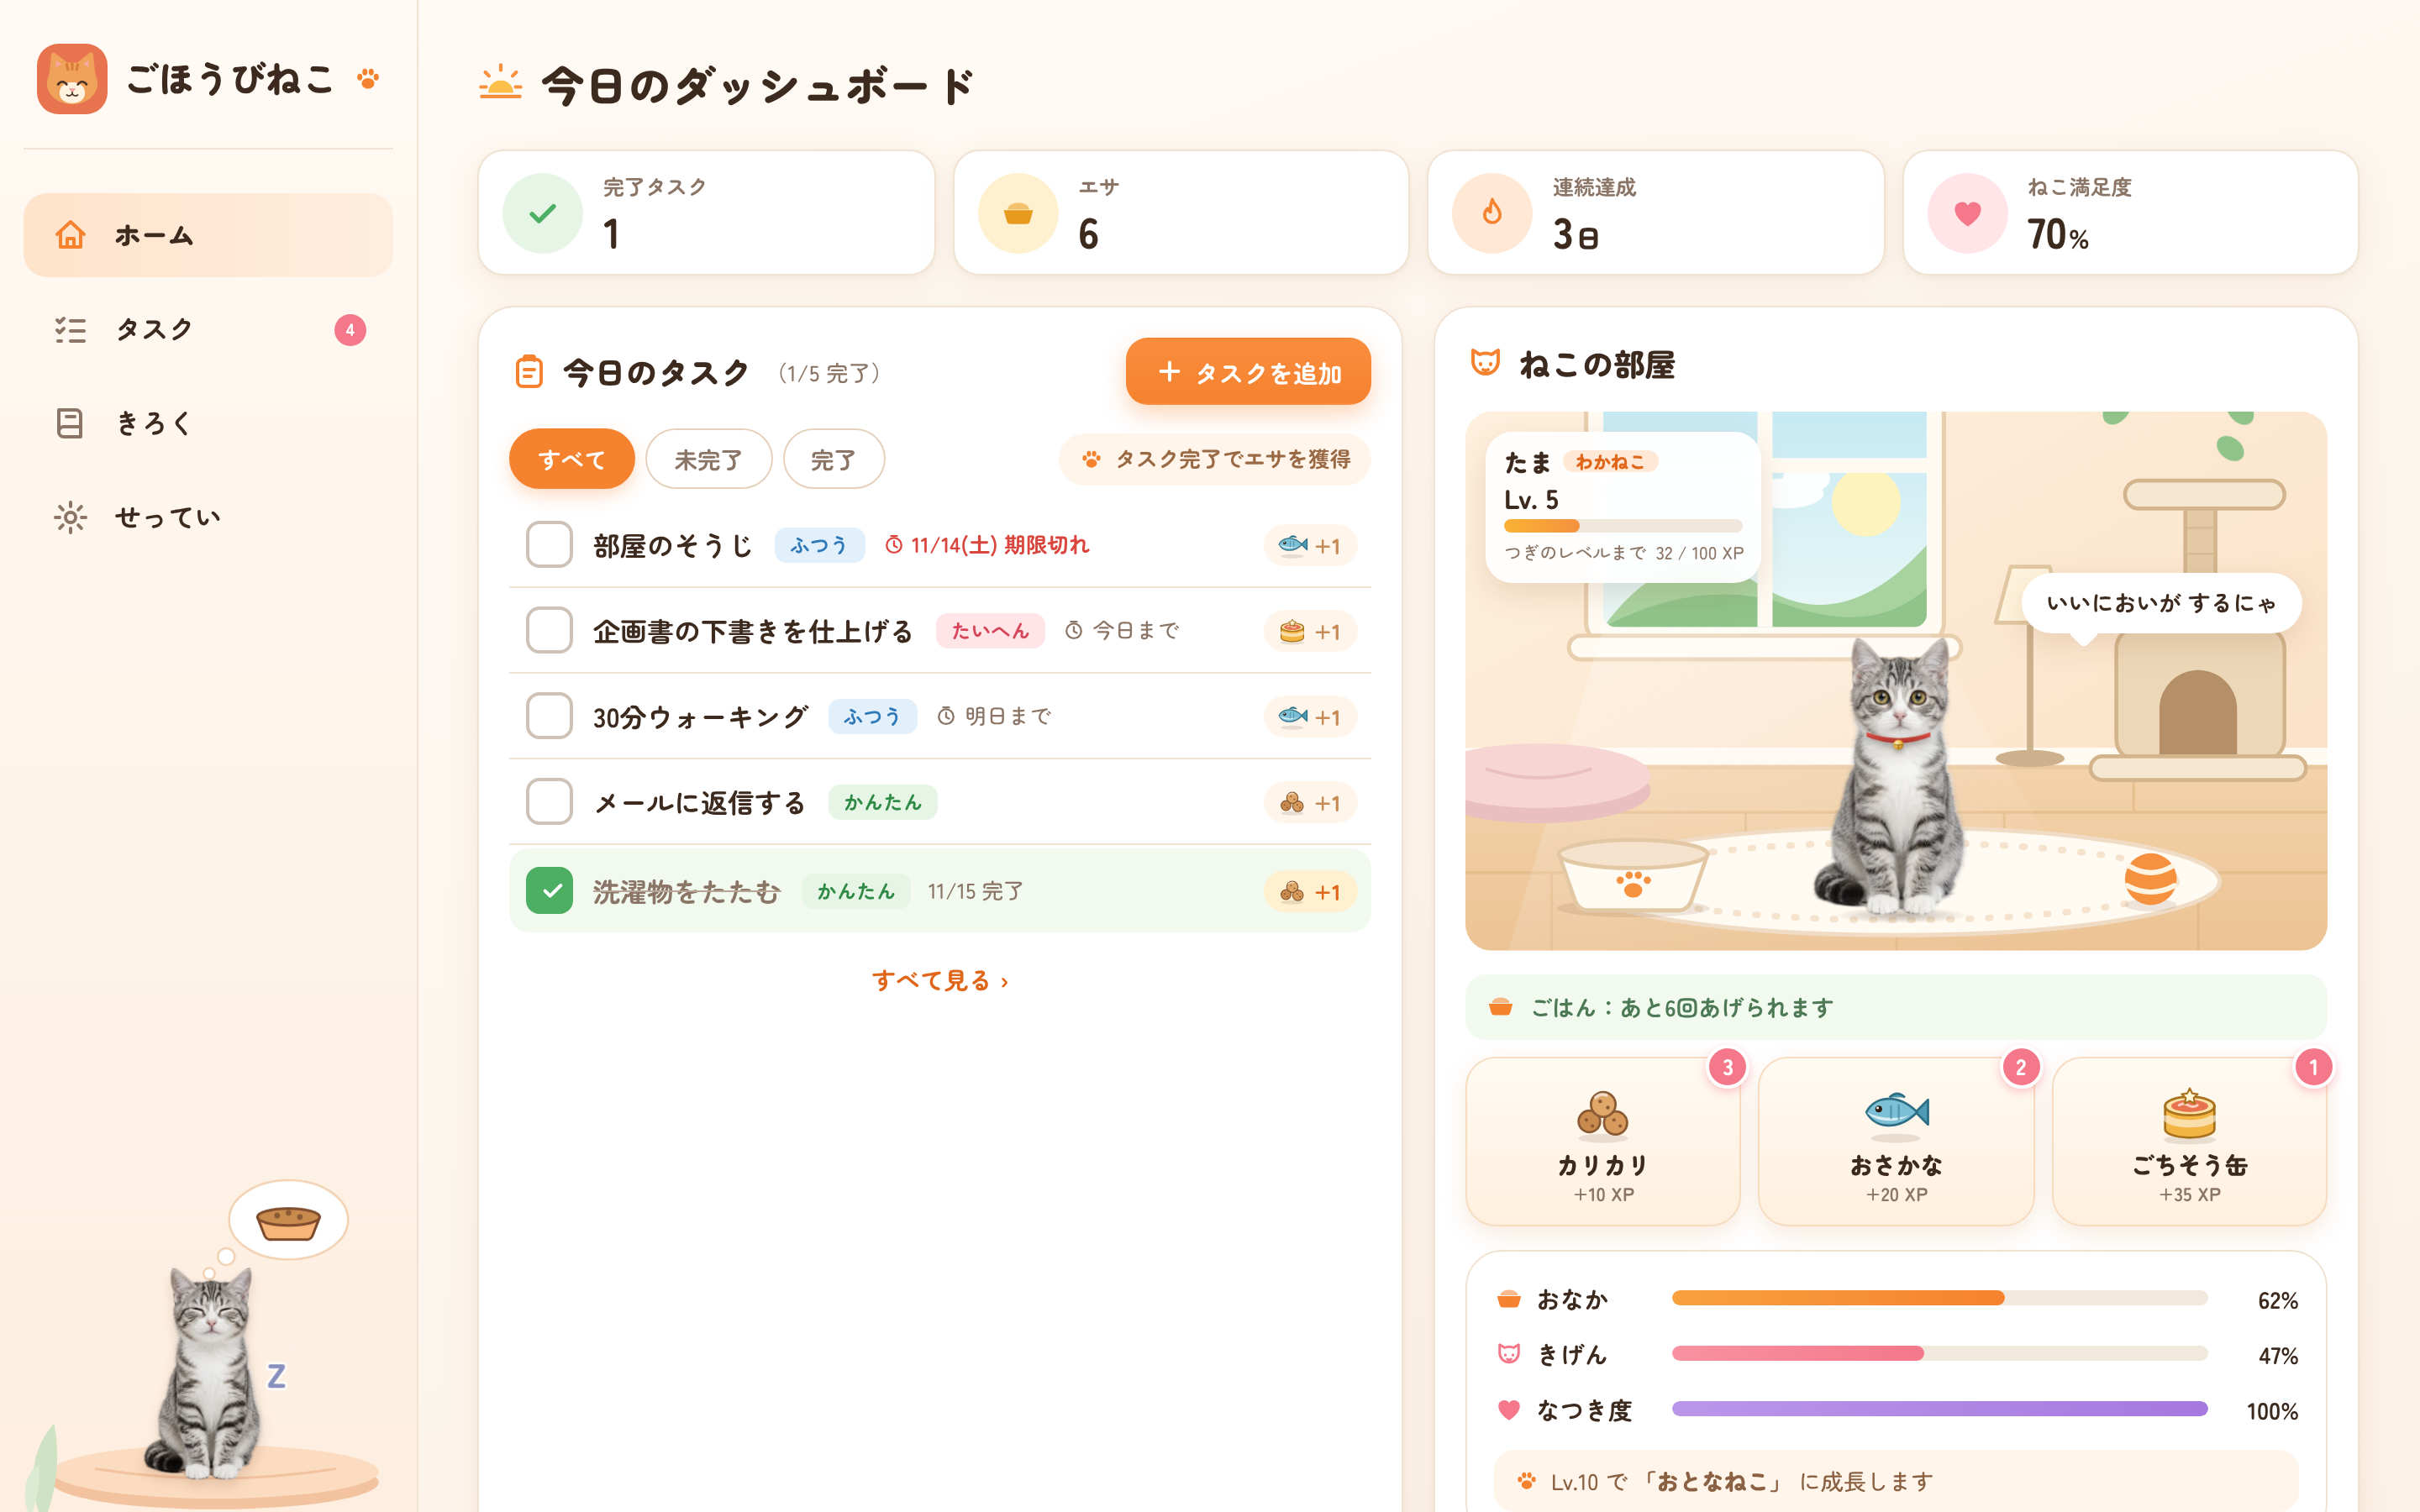 ごほうびねこ
ホーム
タスク 4
きろく
せってい
Z
今日のダッシュボード
完了タスク
1
エサ
6
連続達成
3日
ねこ満足度
70%
今日のタスク (1/5 完了)
+ タスクを追加
すべて 未完了 完了
タスク完了でエサを獲得
部屋のそうじ ふつう 11/14(土) 期限切れ +1
企画書の下書きを仕上げる たいへん 今日まで +1
30分ウォーキング ふつう 明日まで +1
メールに返信する かんたん +1
洗濯物をたたむ かんたん 11/15 完了 +1
すべて見る ›
ねこの部屋
たま わかねこ
Lv. 5
つぎのレベルまで 32 / 100 XP
いいにおいが するにゃ
ごはん：あと6回あげられます
3
カリカリ
+10 XP
2
おさかな
+20 XP
1
ごちそう缶
+35 XP
おなか 62%
きげん 47%
なつき度 100%
Lv.10 で 「おとなねこ」 に成長します